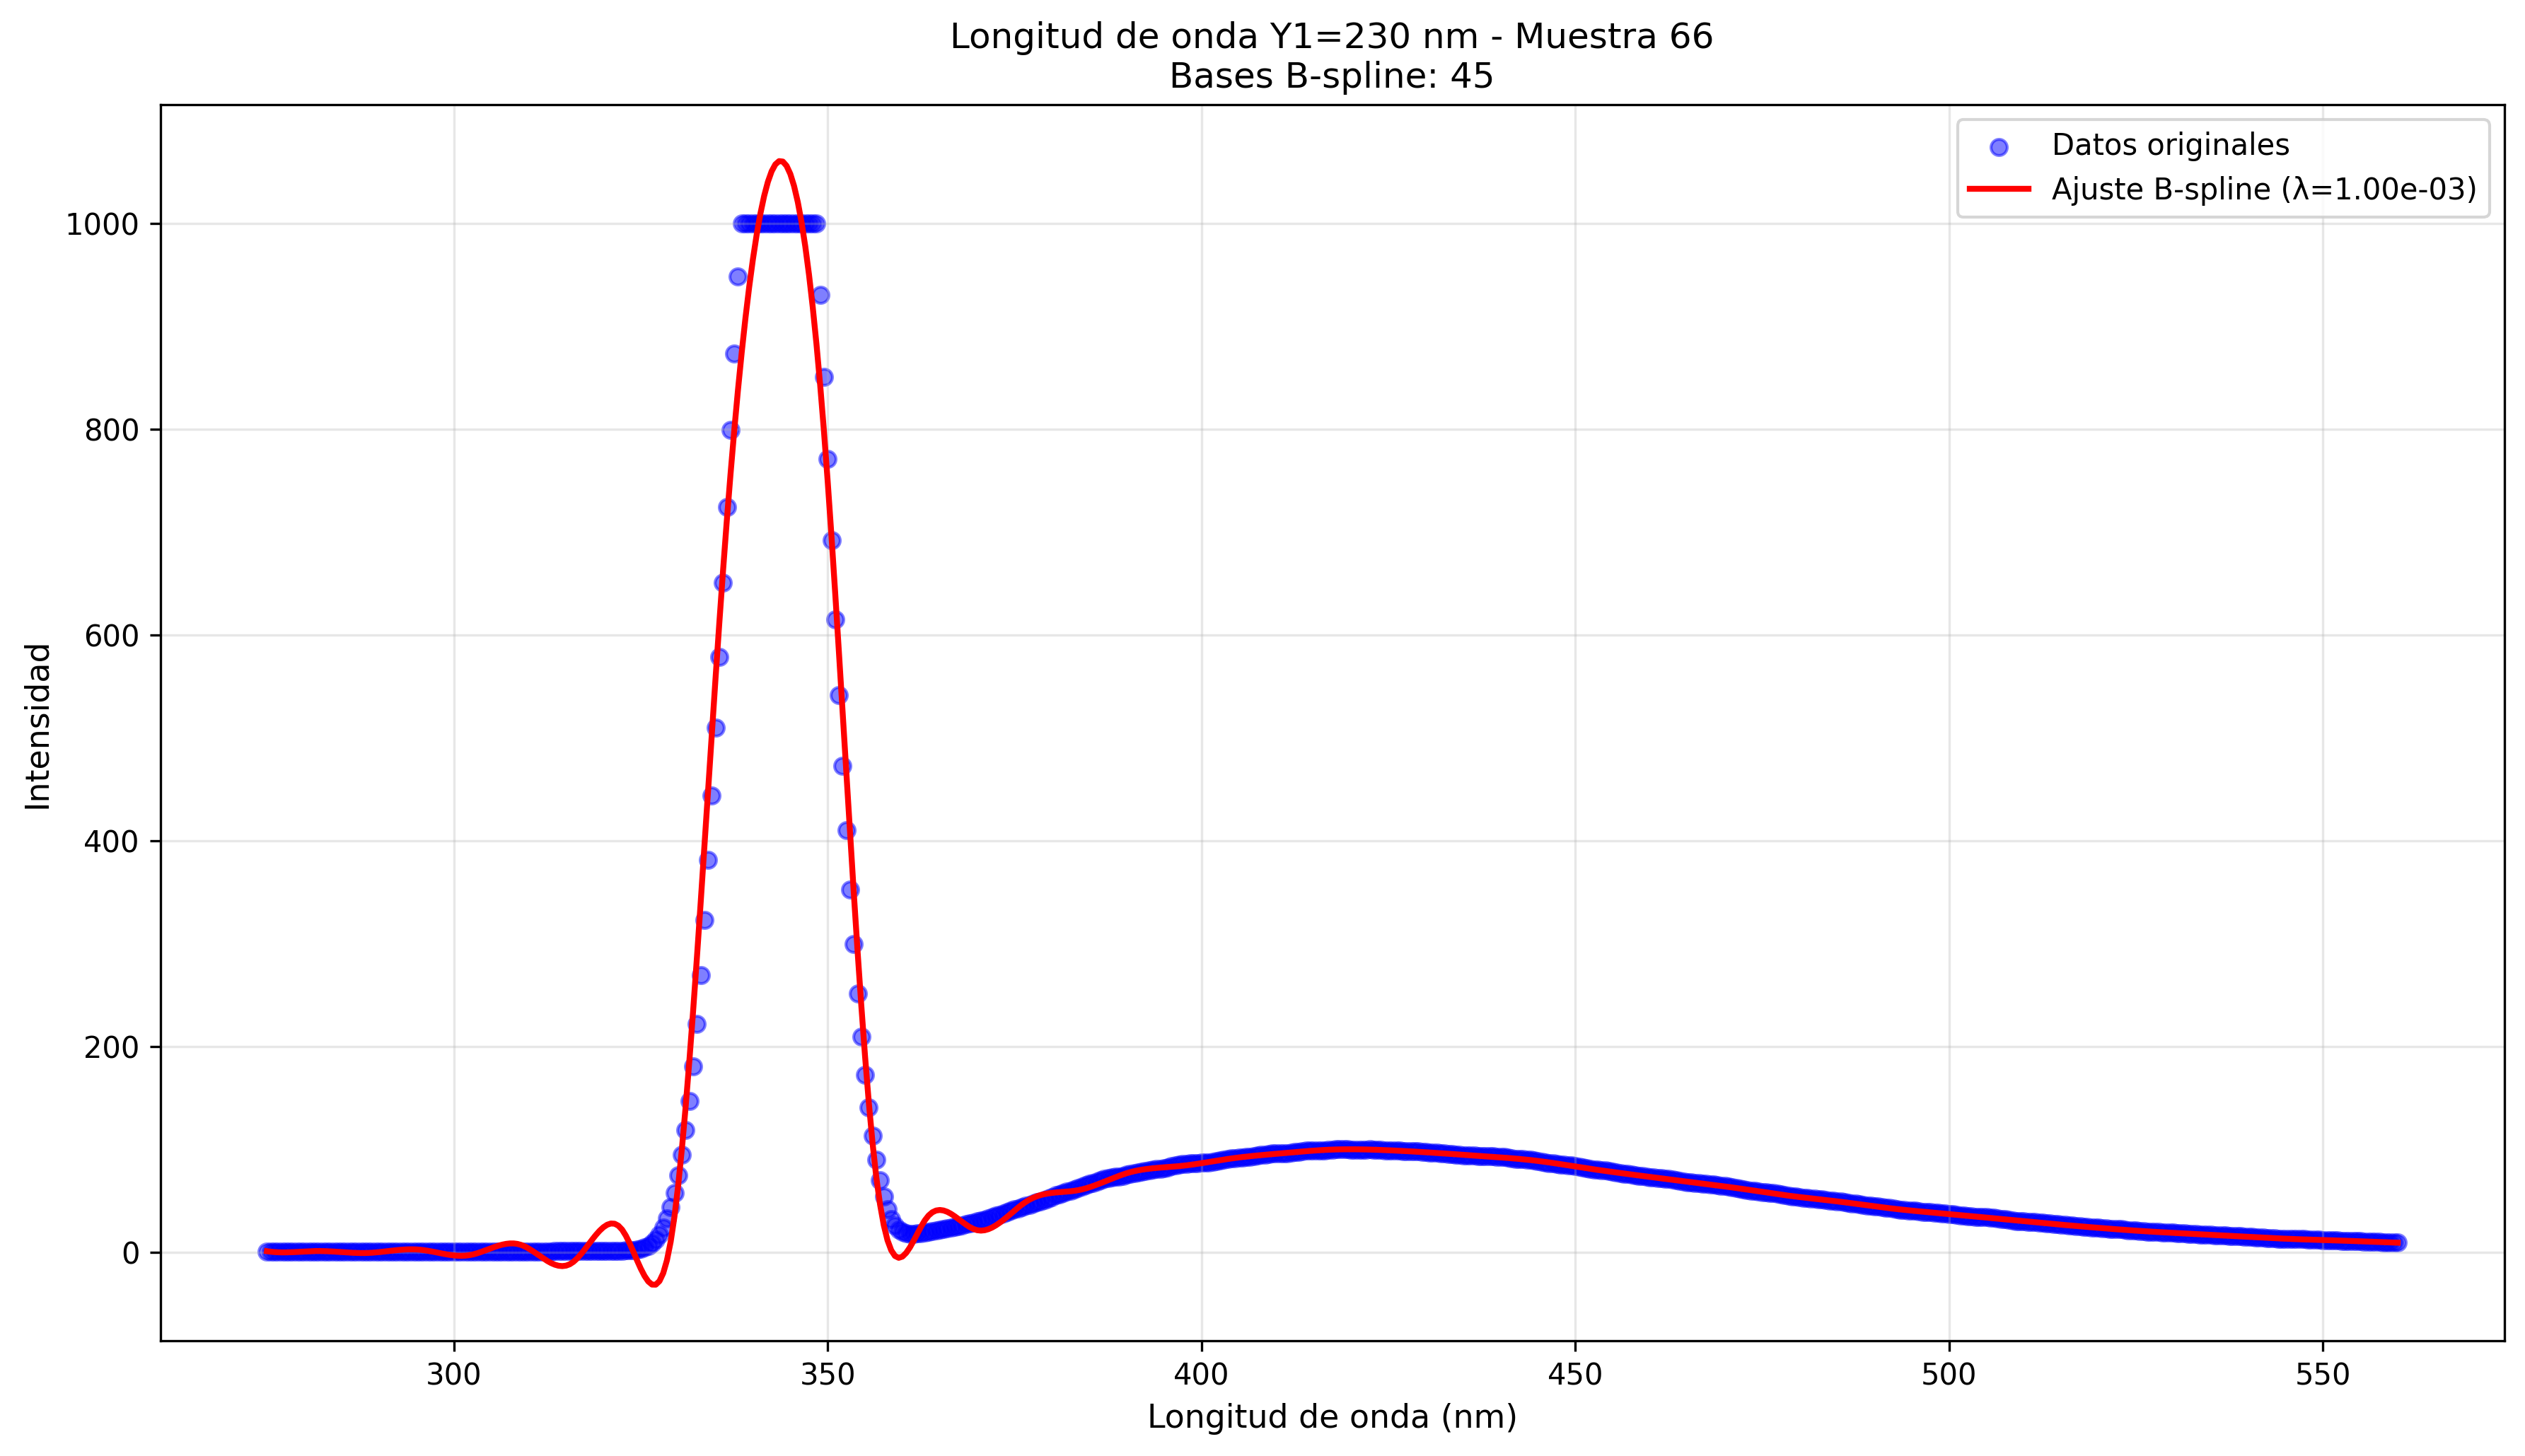 Longitud de onda Y1=230 nm - Muestra 66
Bases B-spline: 45
Datos originales
Ajuste B-spline (λ=1.00e-03)
Intensidad
1000
800
600
400
200
0
300 350 400 450 500 550
Longitud de onda (nm)